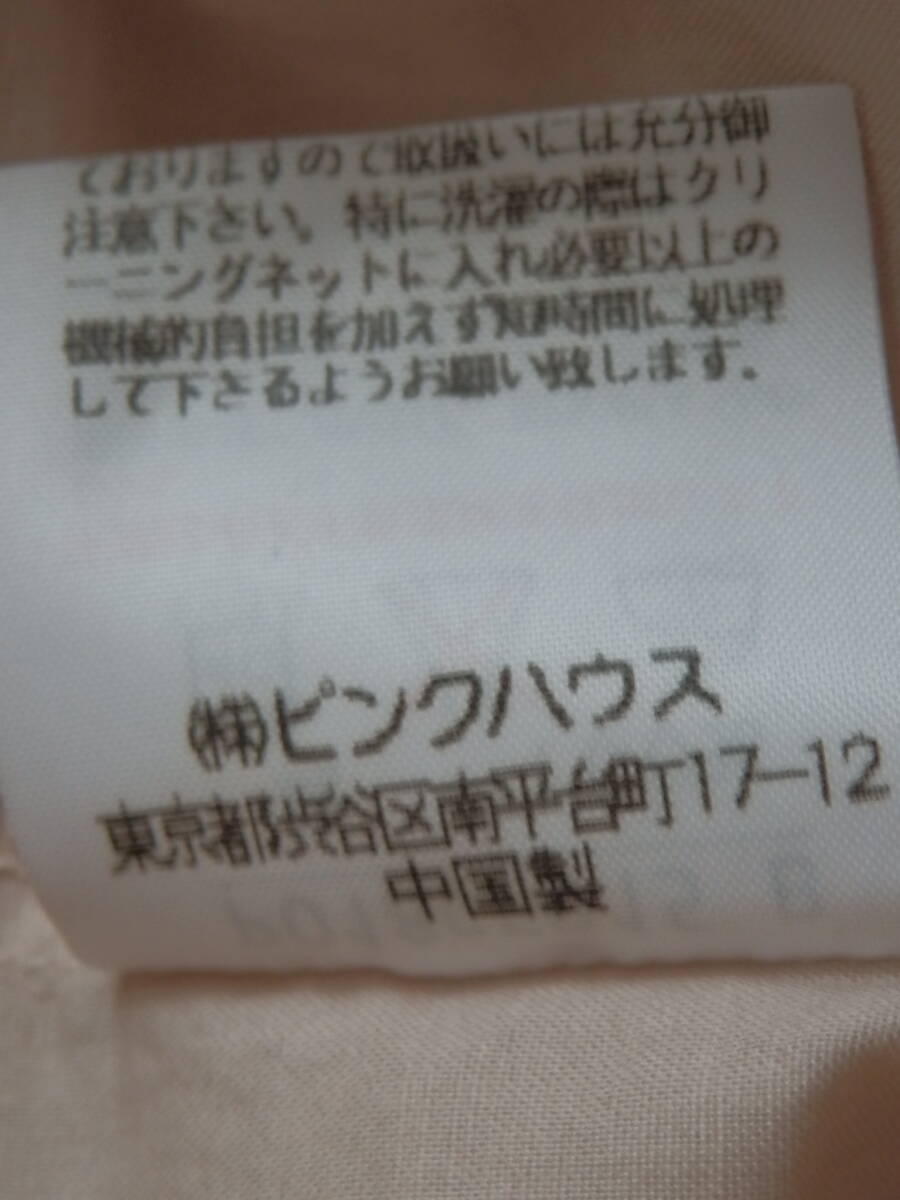 ておりますので取扱いには充分御
注意下さい。特に洗濯の際はクリ
ーニングネットに入れ必要以上の
機械的負担を加えず短時間に処理
して下さるようお願い致します。
㈱ピンクハウス
東京都渋谷区南平台町17-12
中国製